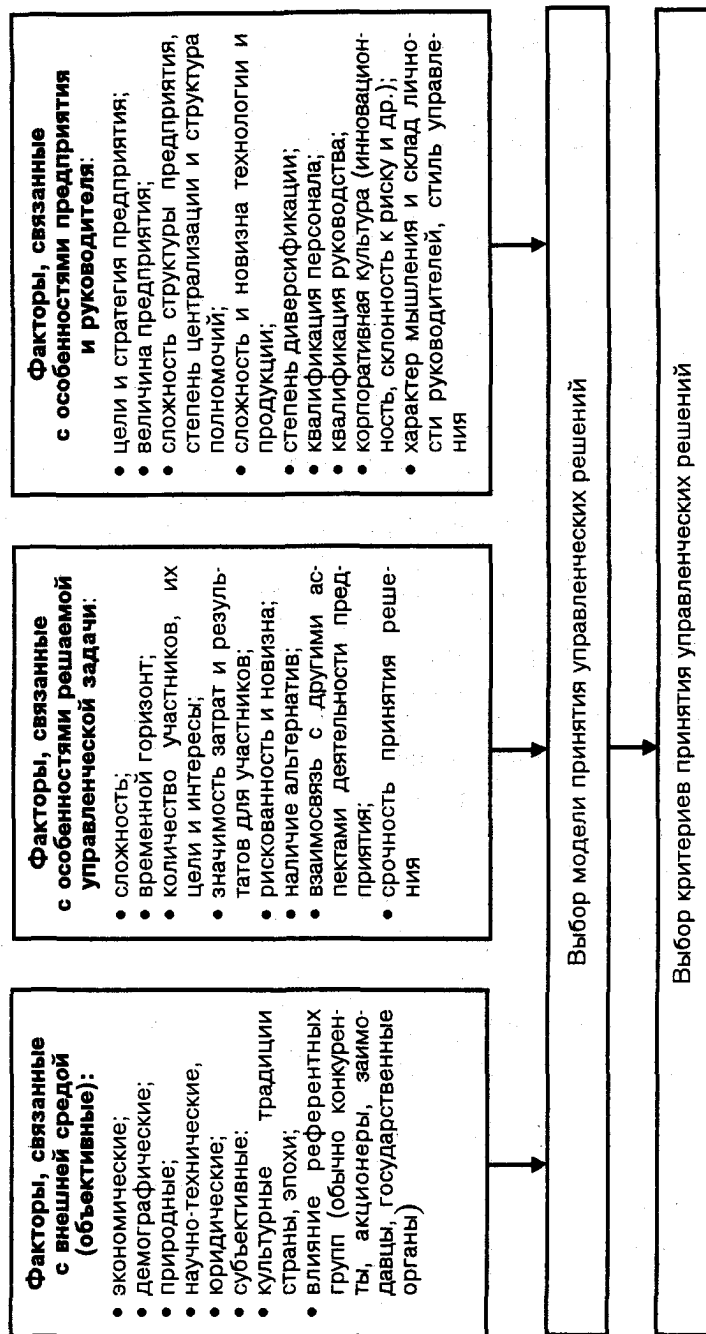 Факторы, связанные
с внешней средой
(объективные):
• экономические;
• демографические;
• природные;
• научно-технические,
• юридические;
• субъективные:
• культурные традиции
страны, эпохи;
• влияние референтных
групп (обычно конкурен-
ты, акционеры, заимо-
давцы, государственные
органы)
Факторы, связанные
с особенностями решаемой
управленческой задачи:
• сложность;
• временной горизонт;
• количество участников, их
цели и интересы;
• значимость затрат и резуль-
татов для участников;
• рискованность и новизна;
• наличие альтернатив;
• взаимосвязь с другими ас-
пектами деятельности пред-
приятия;
• срочность принятия реше-
ния
Факторы, связанные
с особенностями предприятия
и руководителя:
• цели и стратегия предприятия;
• величина предприятия;
• сложность структуры предприятия,
степень централизации и структура
полномочий;
• сложность и новизна технологии и
продукции;
• степень диверсификации;
• квалификация персонала;
• квалификация руководства;
• корпоративная культура (инновацион-
ность, склонность к риску и др.);
• характер мышления и склад лично-
сти руководителей, стиль управле-
ния
Выбор модели принятия управленческих решений
Выбор критериев принятия управленческих решений